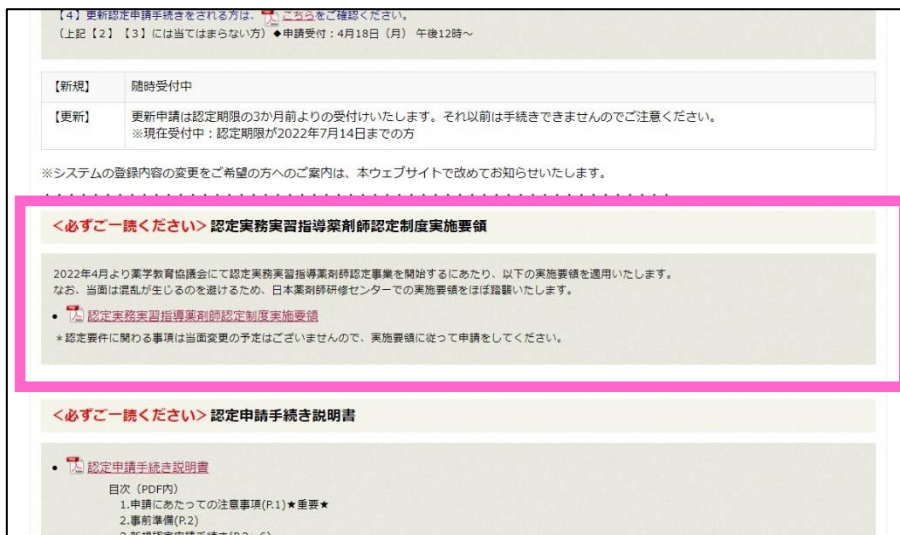 【4】更新認定申請手続きをされる方は、こちらをご確認ください。
（上記【2】【3】には当てはまらない方）◆申請受付：4月18日（月） 午後12時～
【新規】 随時受付中
【更新】 更新申請は認定期限の3か月前よりの受付けいたします。それ以前は手続きできませんのでご注意ください。
※現在受付中：認定期限が2022年7月14日までの方
※システムの登録内容の変更をご希望の方へのご案内は、本ウェブサイトで改めてお知らせいたします。
＜必ずご一読ください＞認定実務実習指導薬剤師認定制度実施要領
2022年4月より薬学教育協議会にて認定実務実習指導薬剤師認定事業を開始するにあたり、以下の実施要領を適用いたします。
なお、当面は混乱が生じるのを避けるため、日本薬剤師研修センターでの実施要領をほぼ踏襲いたします。
• 認定実務実習指導薬剤師認定制度実施要領
＊認定要件に関わる事項は当面変更の予定はございませんので、実施要領に従って申請をしてください。
＜必ずご一読ください＞認定申請手続き説明書
• 認定申請手続き説明書
目次（PDF内）
1.申請にあたっての注意事項(P.1)★重要★
2.事前準備(P.2)